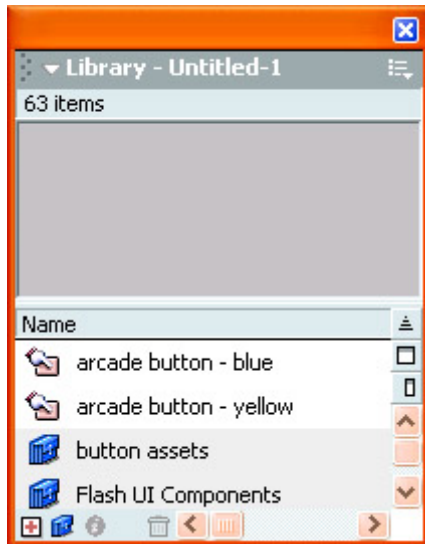 Library - Untitled-1
63 items
Name
arcade button - blue
arcade button - yellow
button assets
Flash UI Components